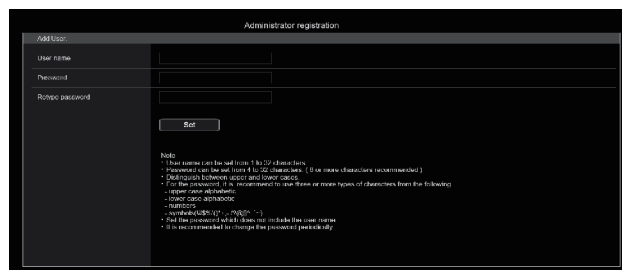 Administrator registration
Add User.
User name
Password
Retype password
Set
Note
・User name can be set from 1 to 32 characters.
・Password can be set from 4 to 32 characters. ( 8 or more characters recommended )
・Distinguish between upper and lower cases.
・For the password, it is recommend to use three or more types of characters from the following.
- upper case alphabetic
- lower case alphabetic
- numbers
- symbols
・Set the password which does not include the user name.
・It is recommended to change the password periodically.